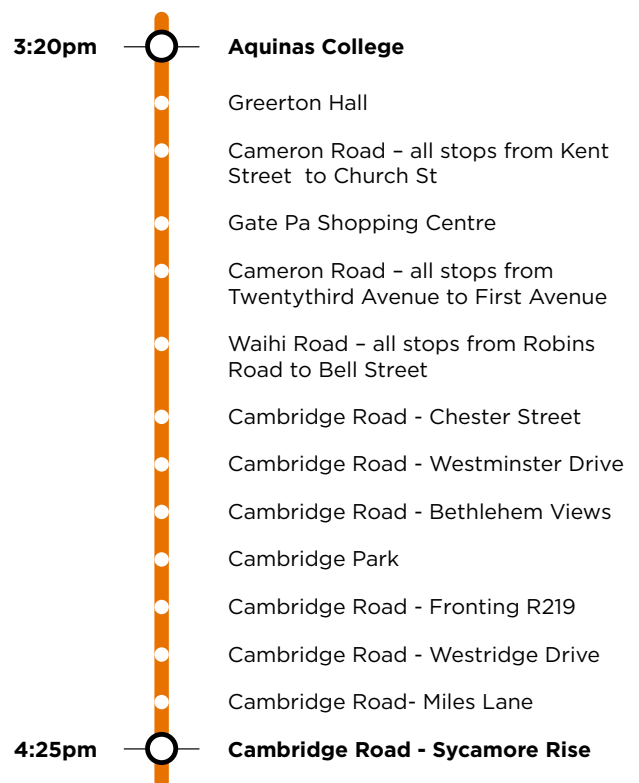 3:20pm Aquinas College
Greerton Hall
Cameron Road – all stops from Kent
Street  to Church St
Gate Pa Shopping Centre
Cameron Road – all stops from
Twentythird Avenue to First Avenue
Waihi Road – all stops from Robins
Road to Bell Street
Cambridge Road - Chester Street
Cambridge Road - Westminster Drive
Cambridge Road - Bethlehem Views
Cambridge Park
Cambridge Road - Fronting R219
Cambridge Road - Westridge Drive
Cambridge Road- Miles Lane
4:25pm Cambridge Road - Sycamore Rise